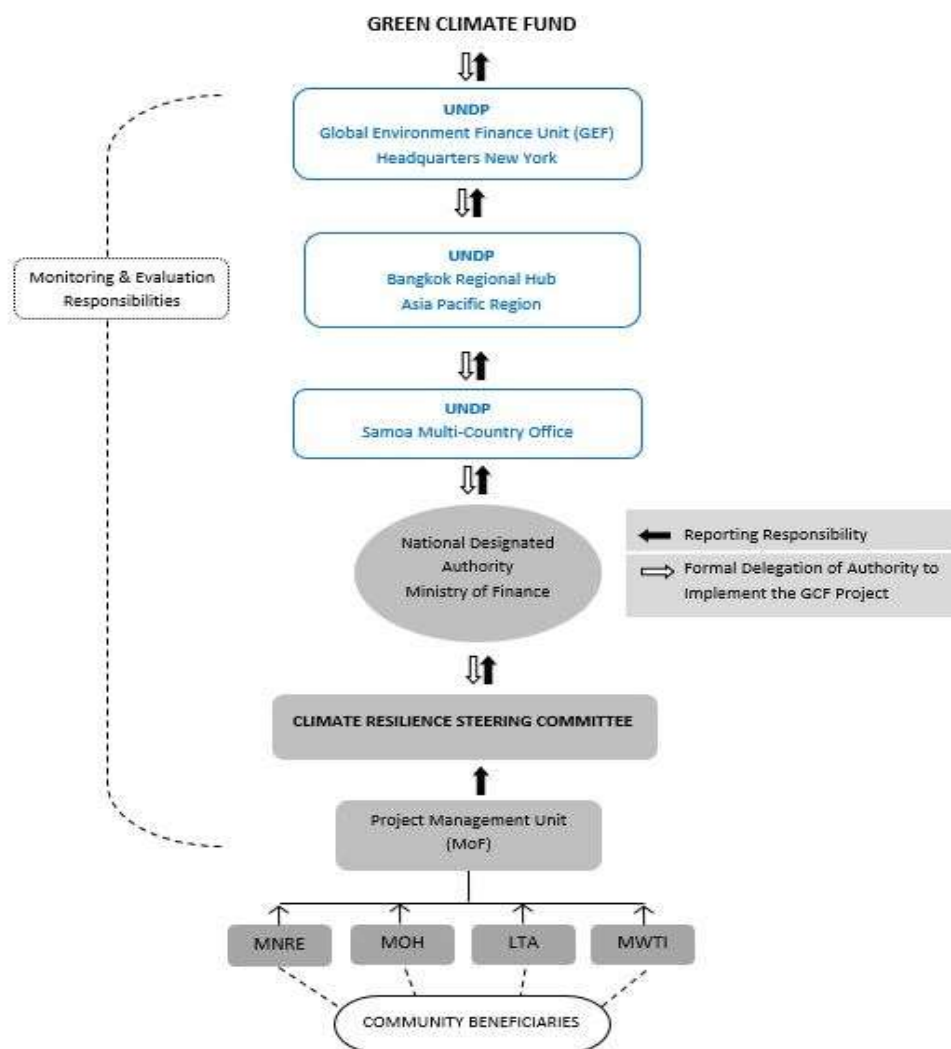 GREEN CLIMATE FUND
UNDP
Global Environment Finance Unit (GEF)
Headquarters New York
UNDP
Bangkok Regional Hub
Asia Pacific Region
Monitoring & Evaluation
Responsibilities
UNDP
Samoa Multi-Country Office
National Designated
Authority
Ministry of Finance
Reporting Responsibility
Formal Delegation of Authority to
Implement the GCF Project
CLIMATE RESILIENCE STEERING COMMITTEE
Project Management Unit
(MoF)
MNRE
MOH
LTA
MWTI
COMMUNITY BENEFICIARIES